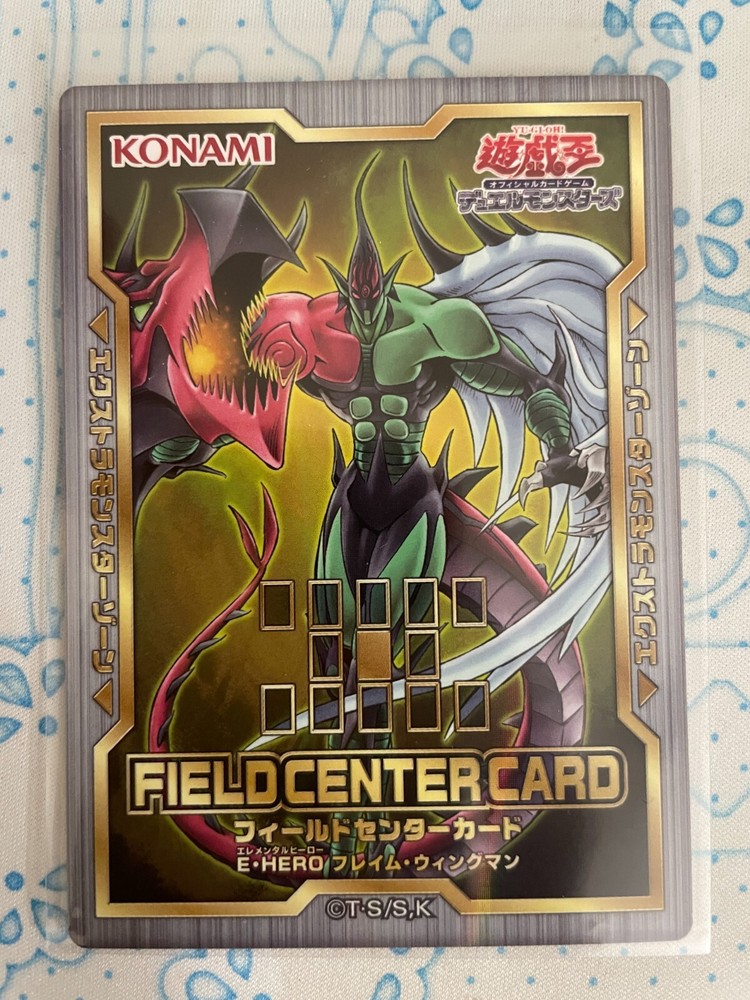 KONAMI
YU-GI-OH!
遊戯王
オフィシャルカードゲーム
デュエルモンスターズ
エクストラモンスターゾーン
エクストラモンスターゾーン
FIELD CENTER CARD
フィールドセンターカード
エレメンタルヒーロー
E・HERO フレイム・ウィングマン
©T·S/S,K